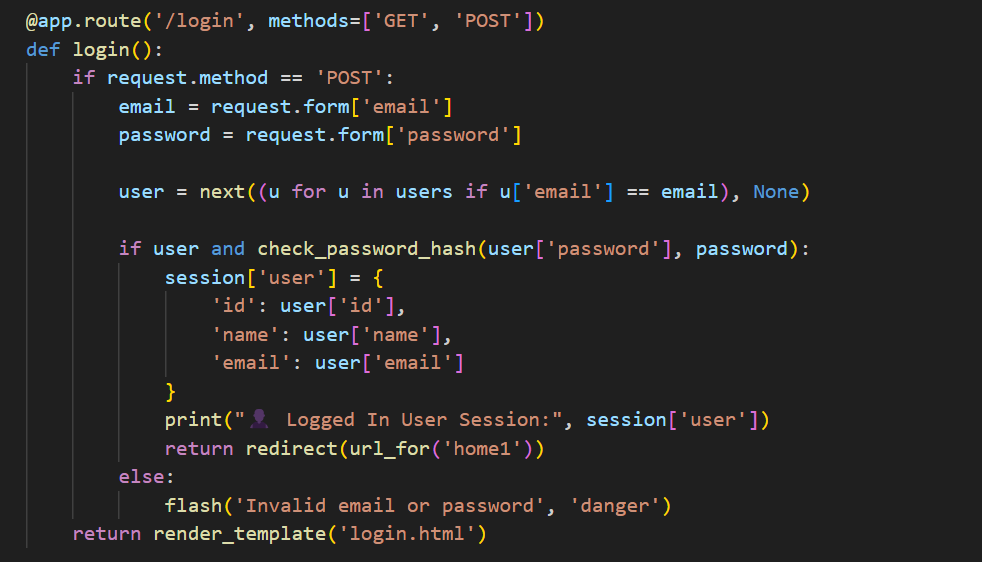 @app.route('/login', methods=['GET', 'POST'])
def login():
    if request.method == 'POST':
        email = request.form['email']
        password = request.form['password']

        user = next((u for u in users if u['email'] == email), None)

        if user and check_password_hash(user['password'], password):
            session['user'] = {
                'id': user['id'],
                'name': user['name'],
                'email': user['email']
            }
            print("👤 Logged In User Session:", session['user'])
            return redirect(url_for('home1'))
        else:
            flash('Invalid email or password', 'danger')
    return render_template('login.html')